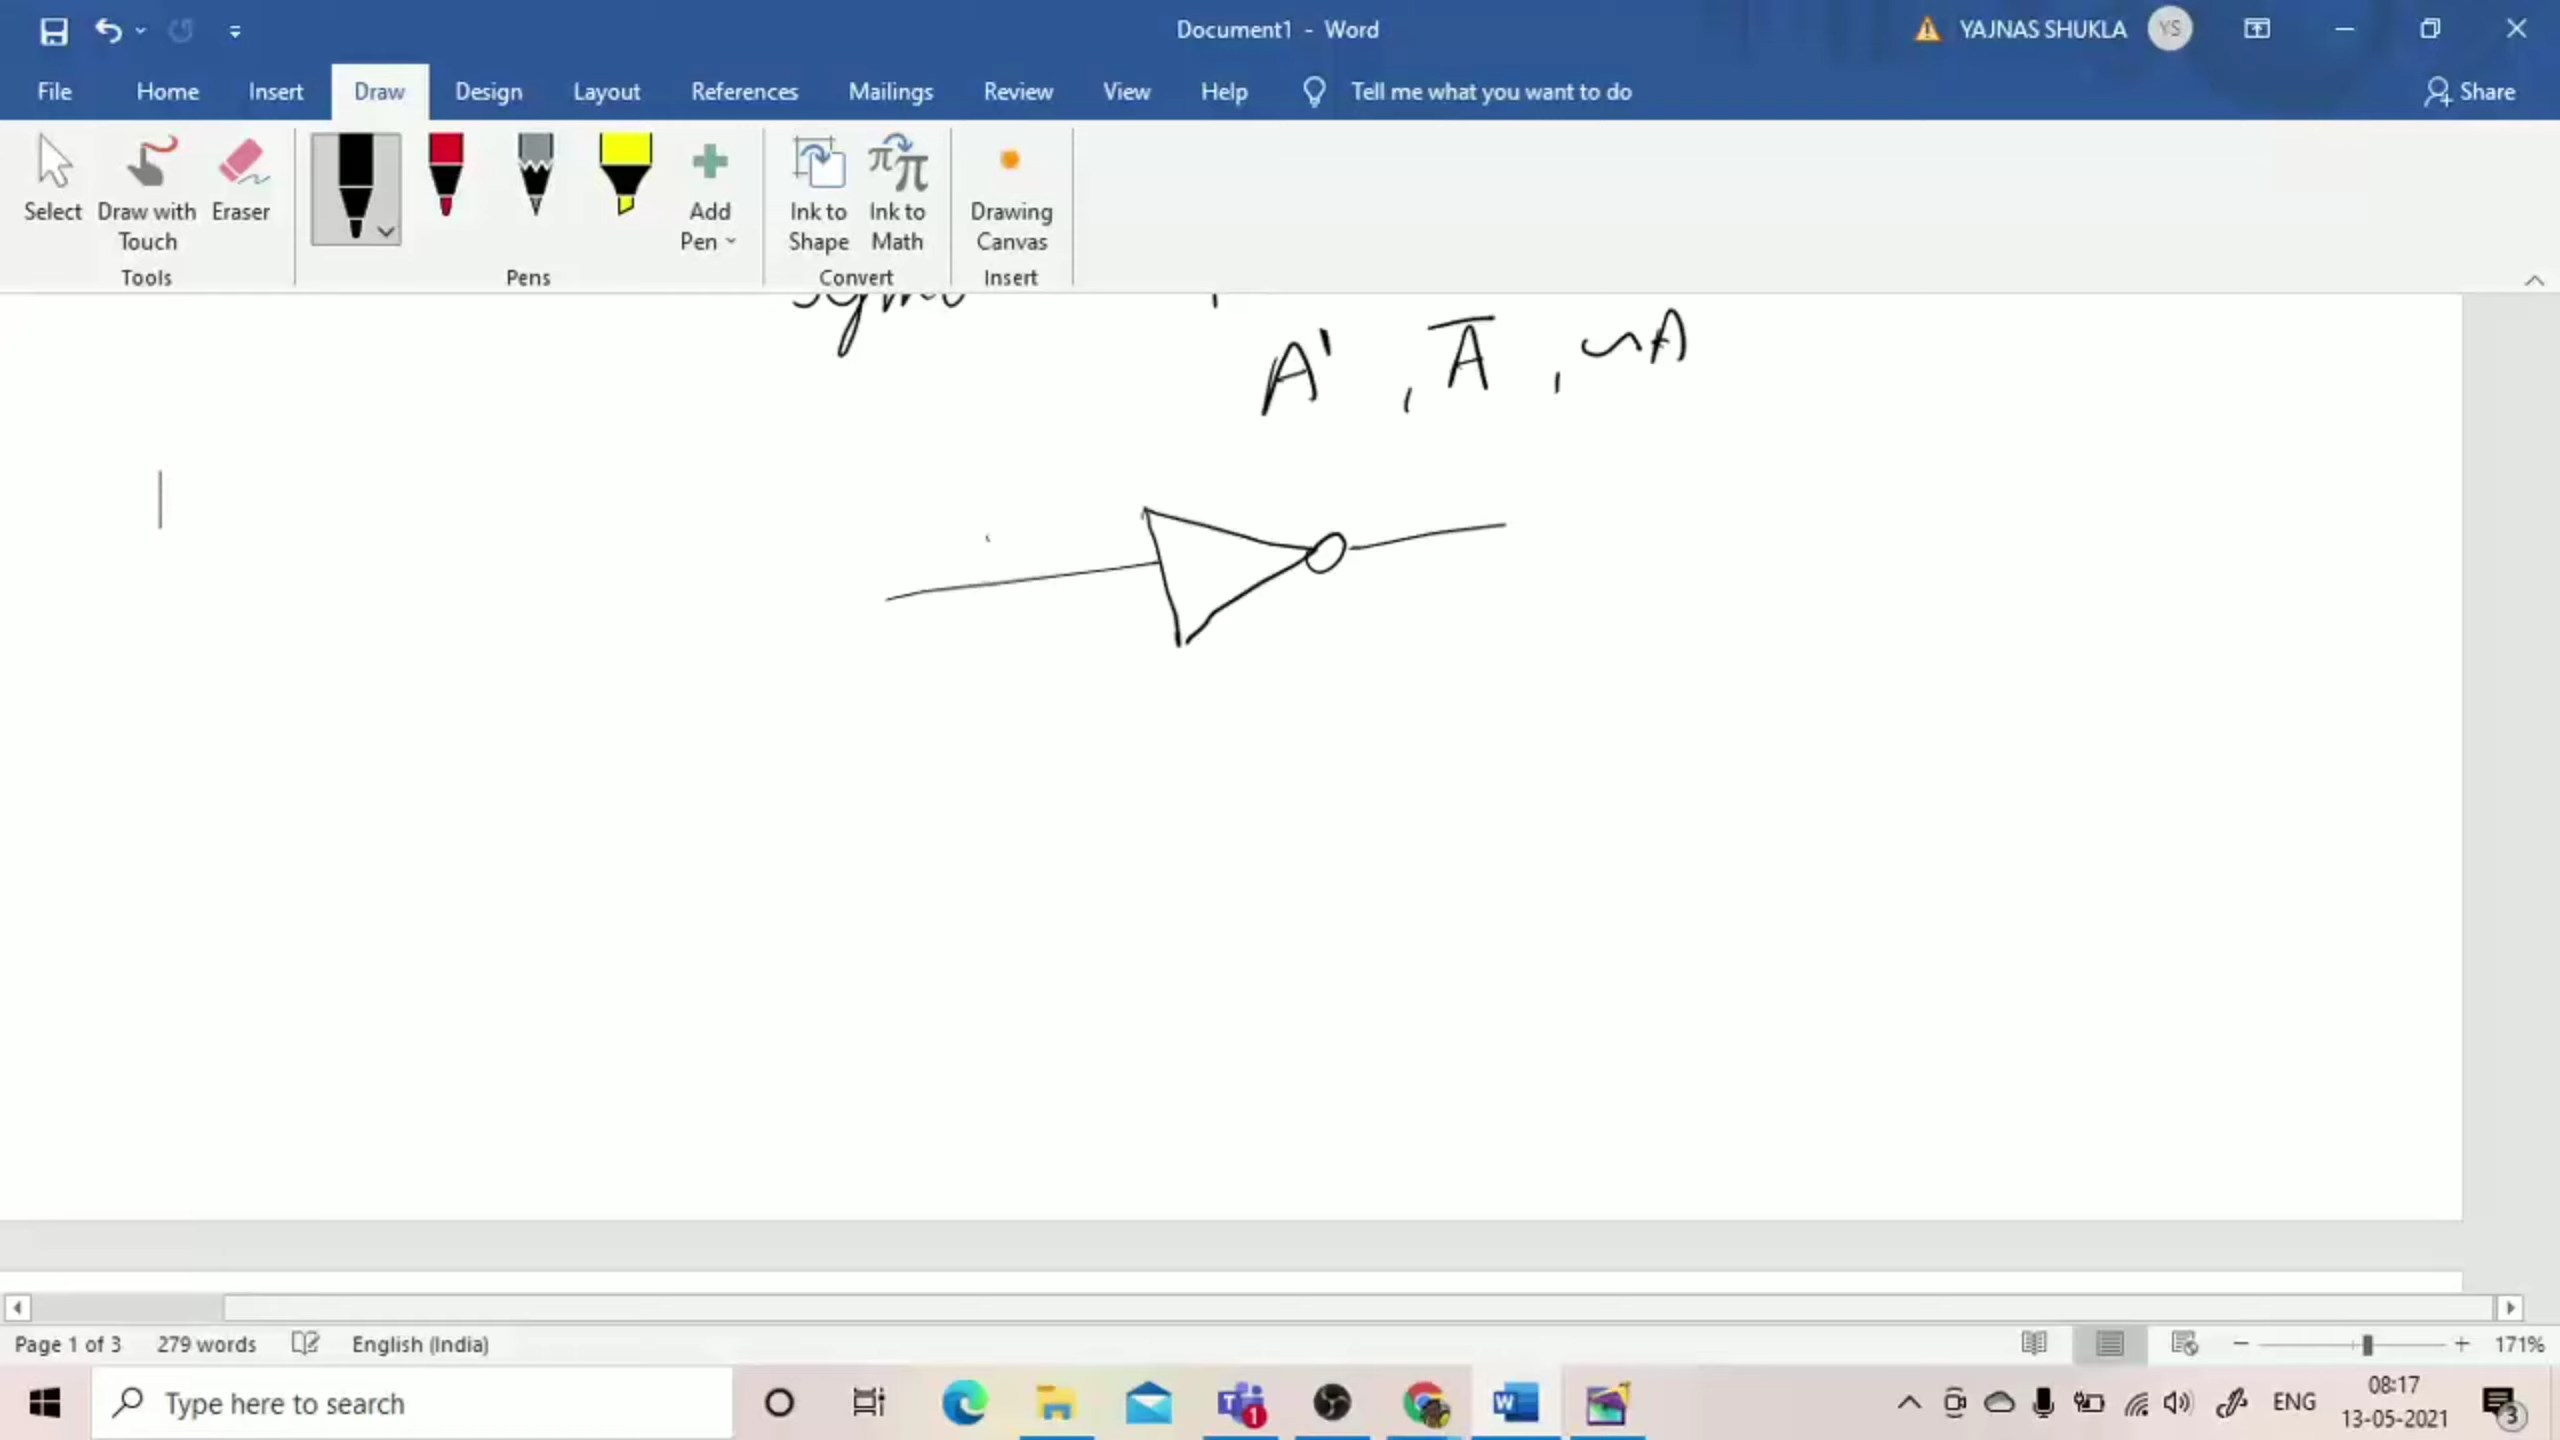 Document1 - Word
YAJNAS SHUKLA YS
File Home Insert Draw Design Layout References Mailings Review View Help Tell me what you want to do Share
Select Draw with Touch Eraser Add Pen Ink to Shape Ink to Math Drawing Canvas
Tools Pens Convert Insert
A' , A̅ , ~A
Page 1 of 3 279 words English (India) 171%
Type here to search 1 ENG 08:17 3
13-05-2021